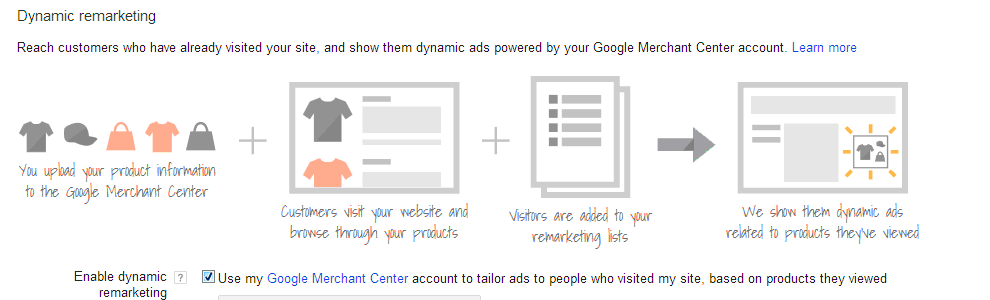 Dynamic remarketing
Reach customers who have already visited your site, and show them dynamic ads powered by your Google Merchant Center account. Learn more
You upload your product information
to the Google Merchant Center
Customers visit your website and
browse through your products
Visitors are added to your
remarketing lists
We show them dynamic ads
related to products they've viewed
Enable dynamic
remarketing
?
Use my Google Merchant Center account to tailor ads to people who visited my site, based on products they viewed